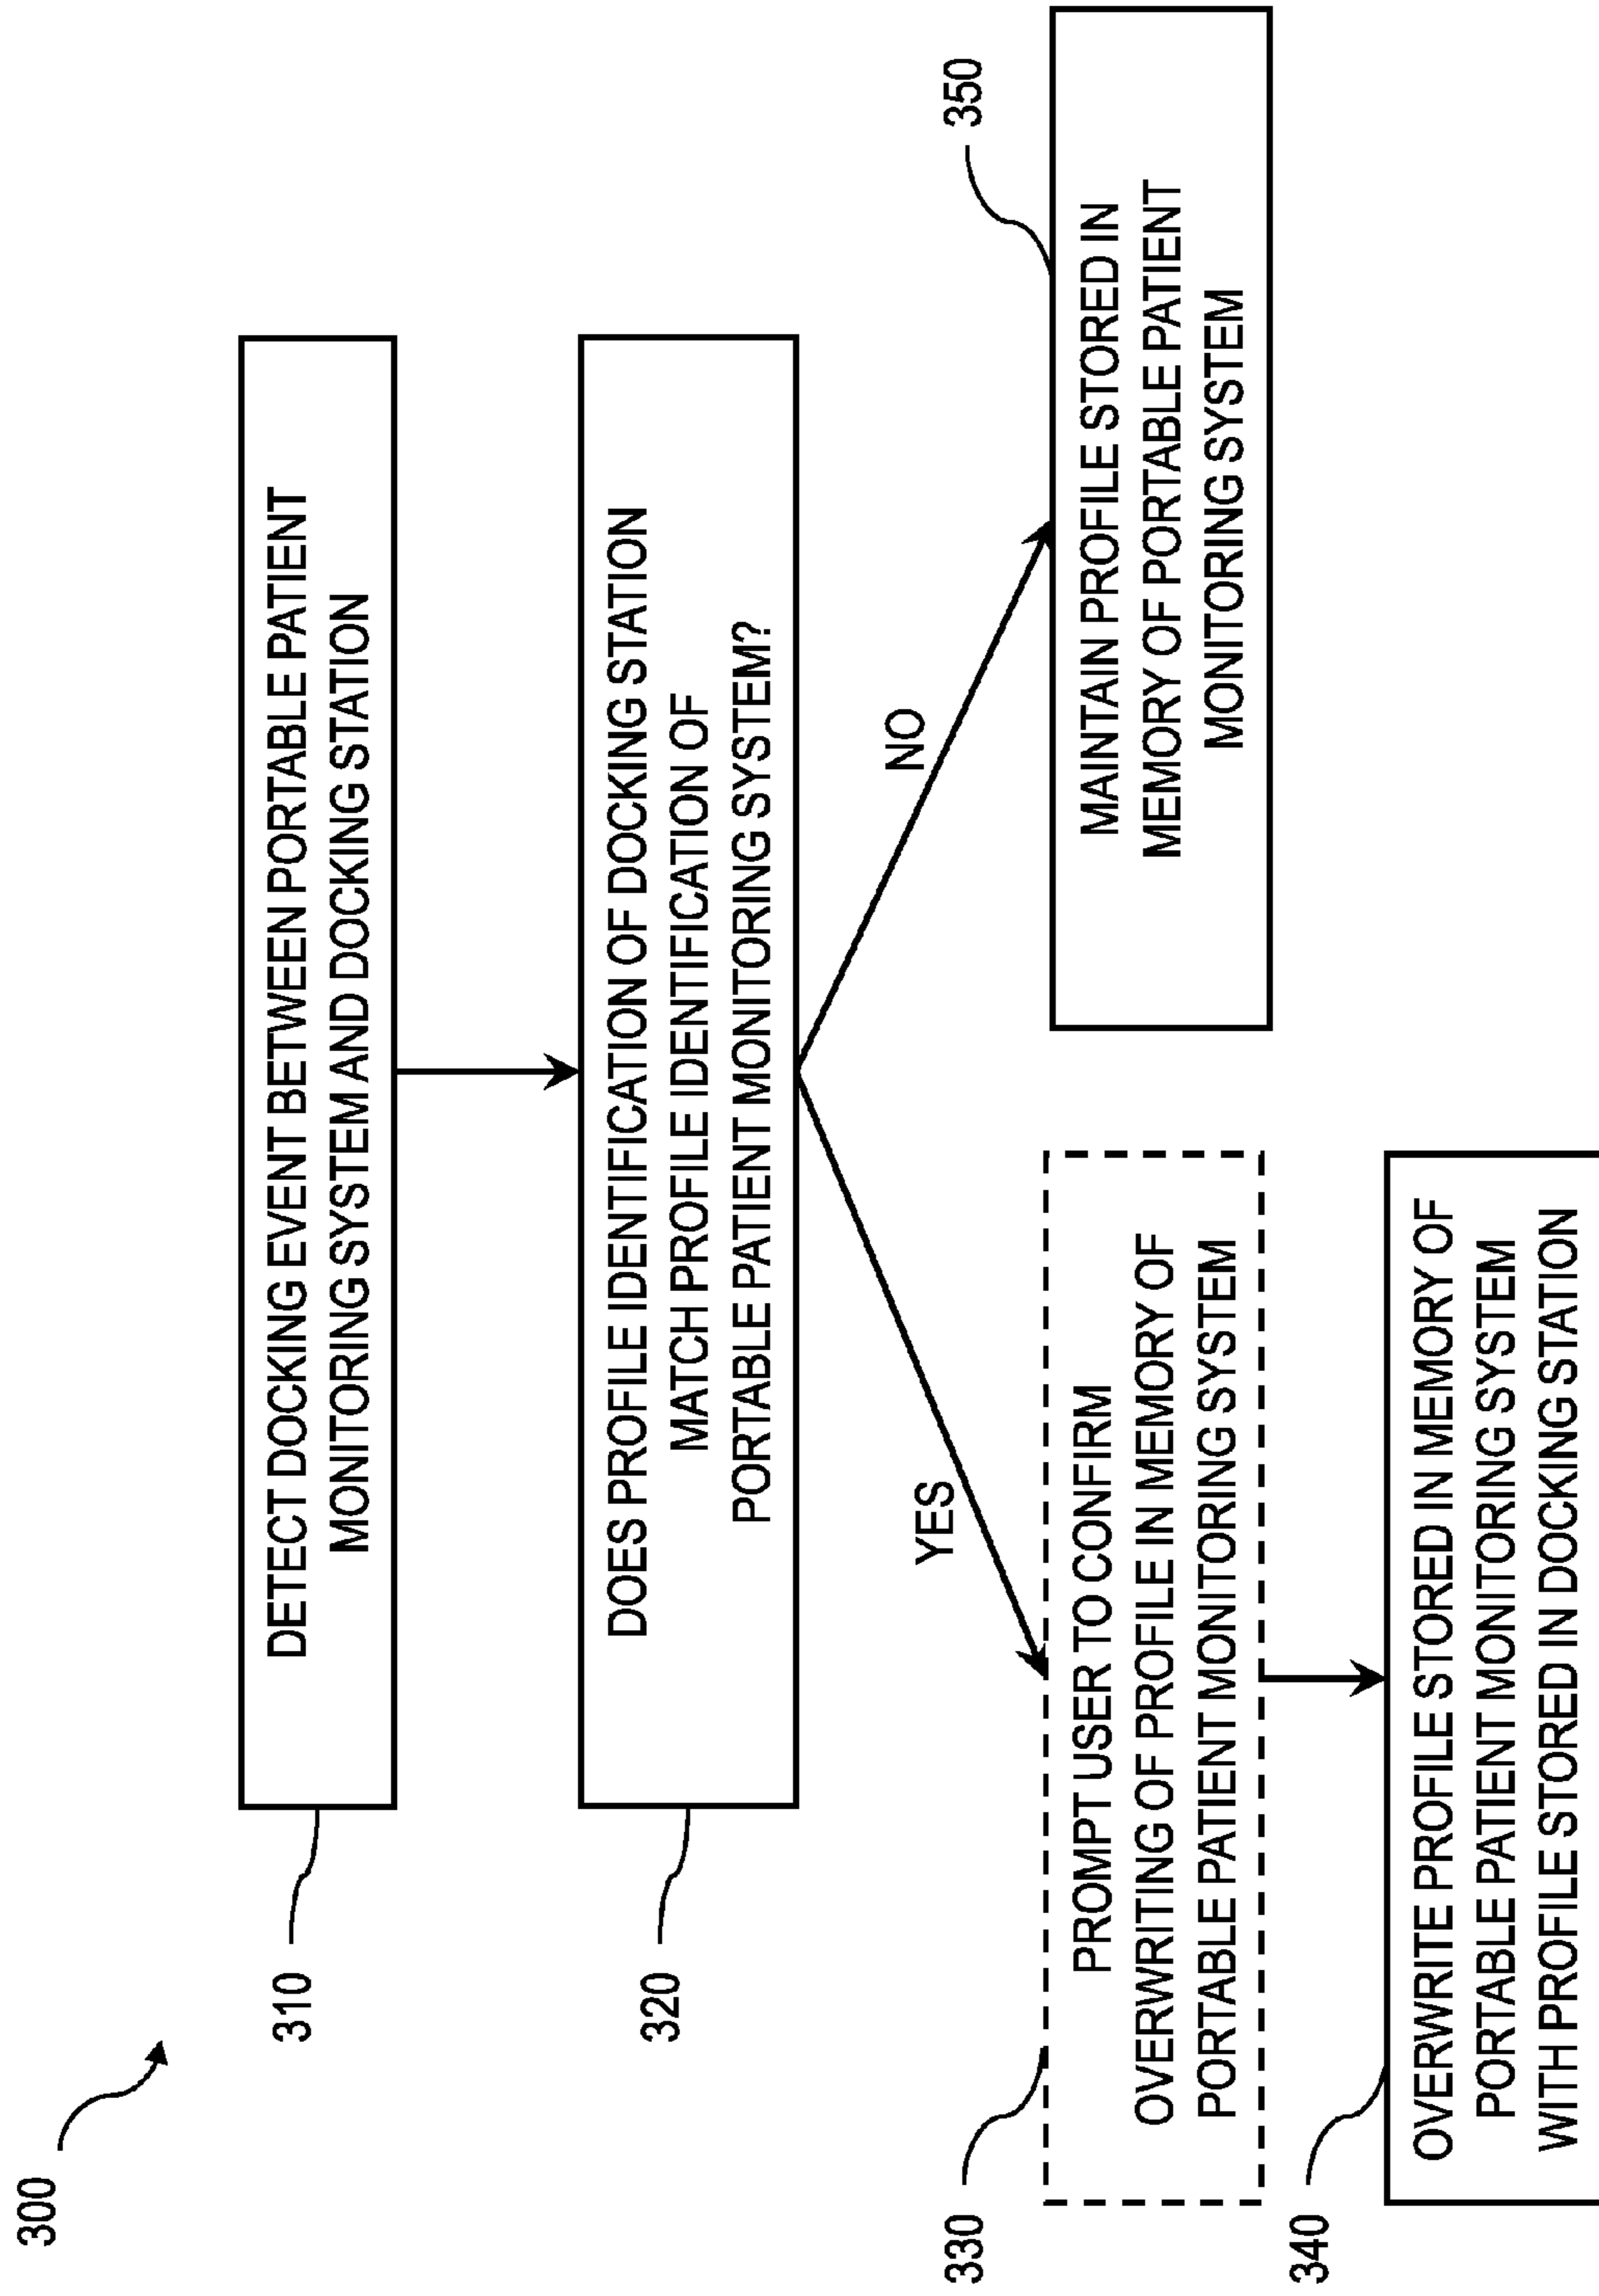 300
310
DETECT DOCKING EVENT BETWEEN PORTABLE PATIENT
MONITORING SYSTEM AND DOCKING STATION
320
DOES PROFILE IDENTIFICATION OF DOCKING STATION
MATCH PROFILE IDENTIFICATION OF
PORTABLE PATIENT MONITORING SYSTEM?
YES
NO
330
PROMPT USER TO CONFIRM
OVERWRITING OF PROFILE IN MEMORY OF
PORTABLE PATIENT MONITORING SYSTEM
340
OVERWRITE PROFILE STORED IN MEMORY OF
PORTABLE PATIENT MONITORING SYSTEM
WITH PROFILE STORED IN DOCKING STATION
350
MAINTAIN PROFILE STORED IN
MEMORY OF PORTABLE PATIENT
MONITORING SYSTEM